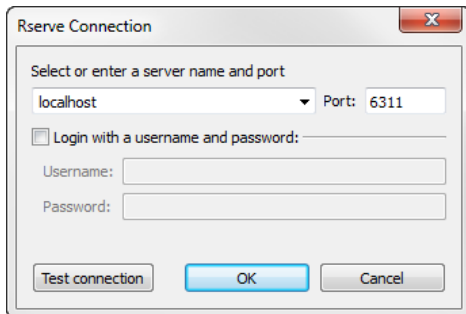 Rserve Connection
Select or enter a server name and port
localhost Port: 6311
Login with a username and password:
Username:
Password:
Test connection OK Cancel